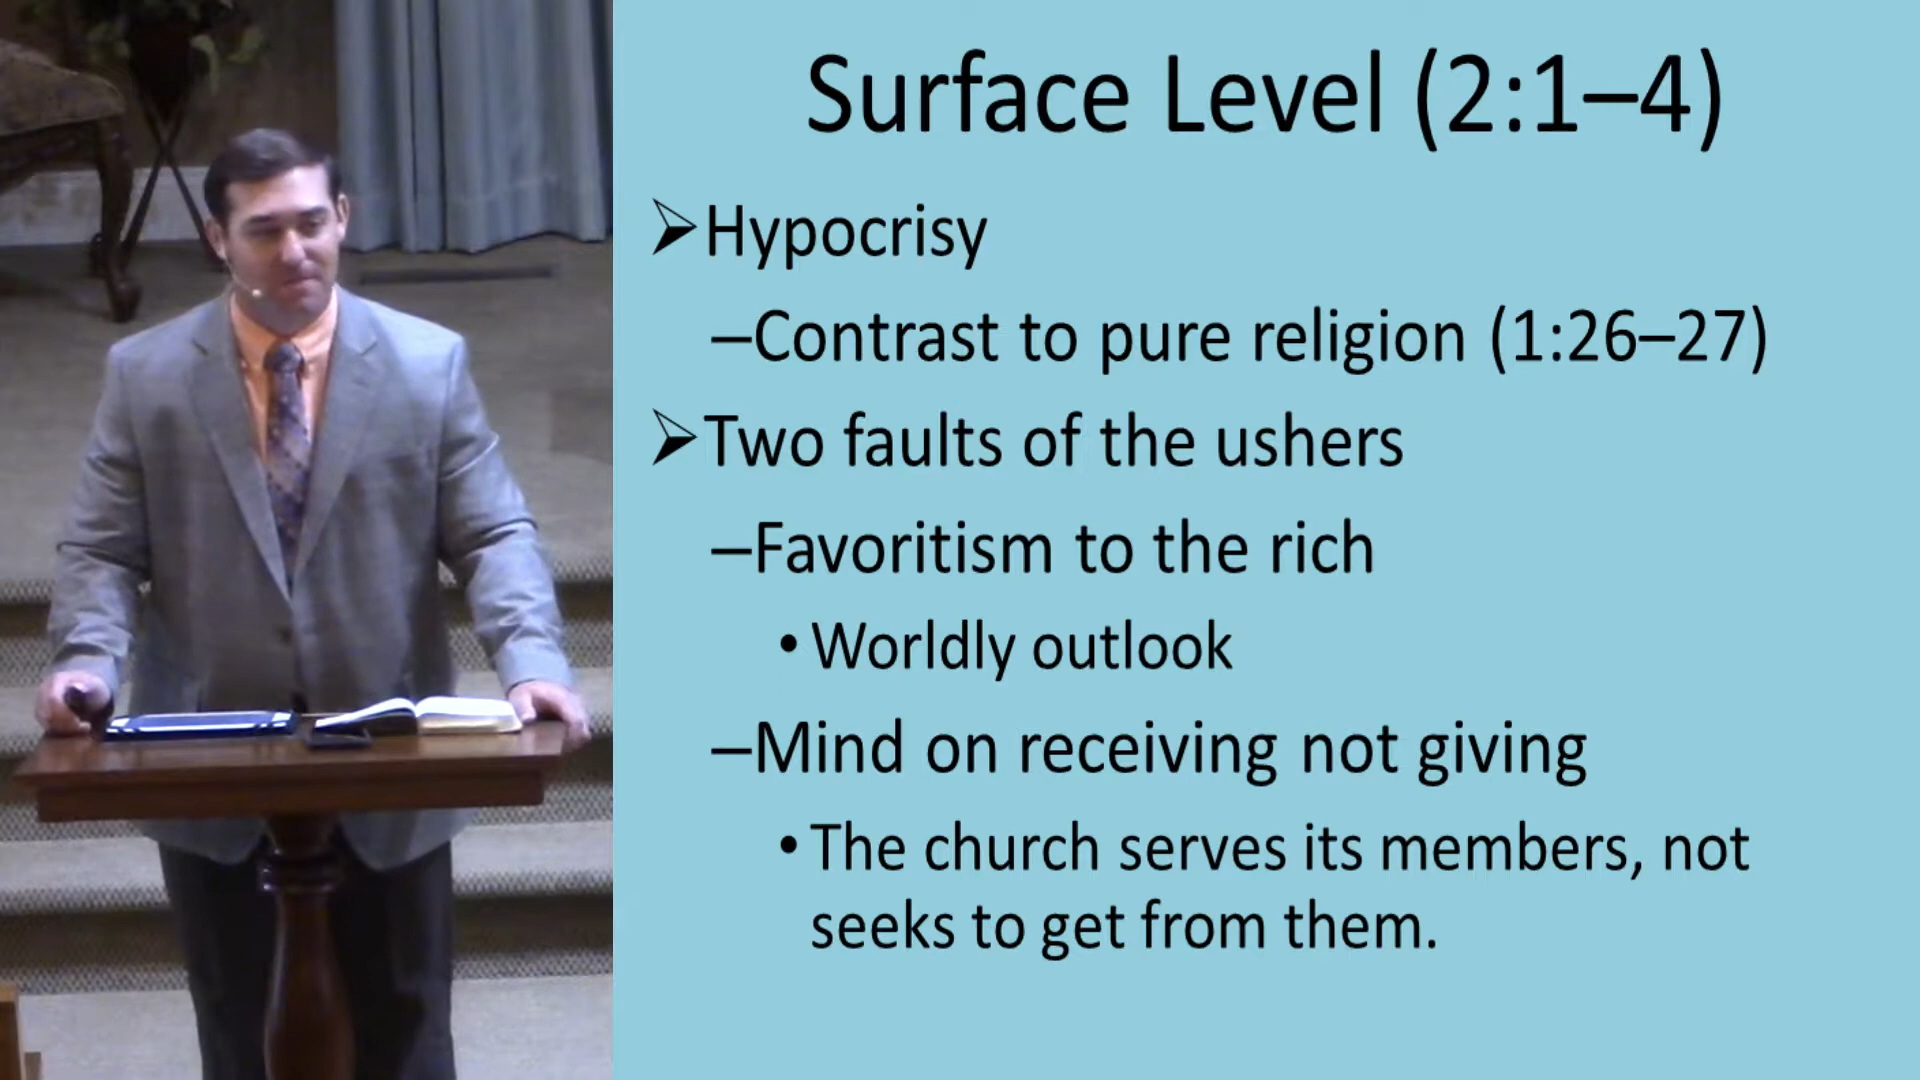 Surface Level (2:1–4)
➢Hypocrisy
–Contrast to pure religion (1:26–27)
➢Two faults of the ushers
–Favoritism to the rich
•Worldly outlook
–Mind on receiving not giving
•The church serves its members, not
seeks to get from them.